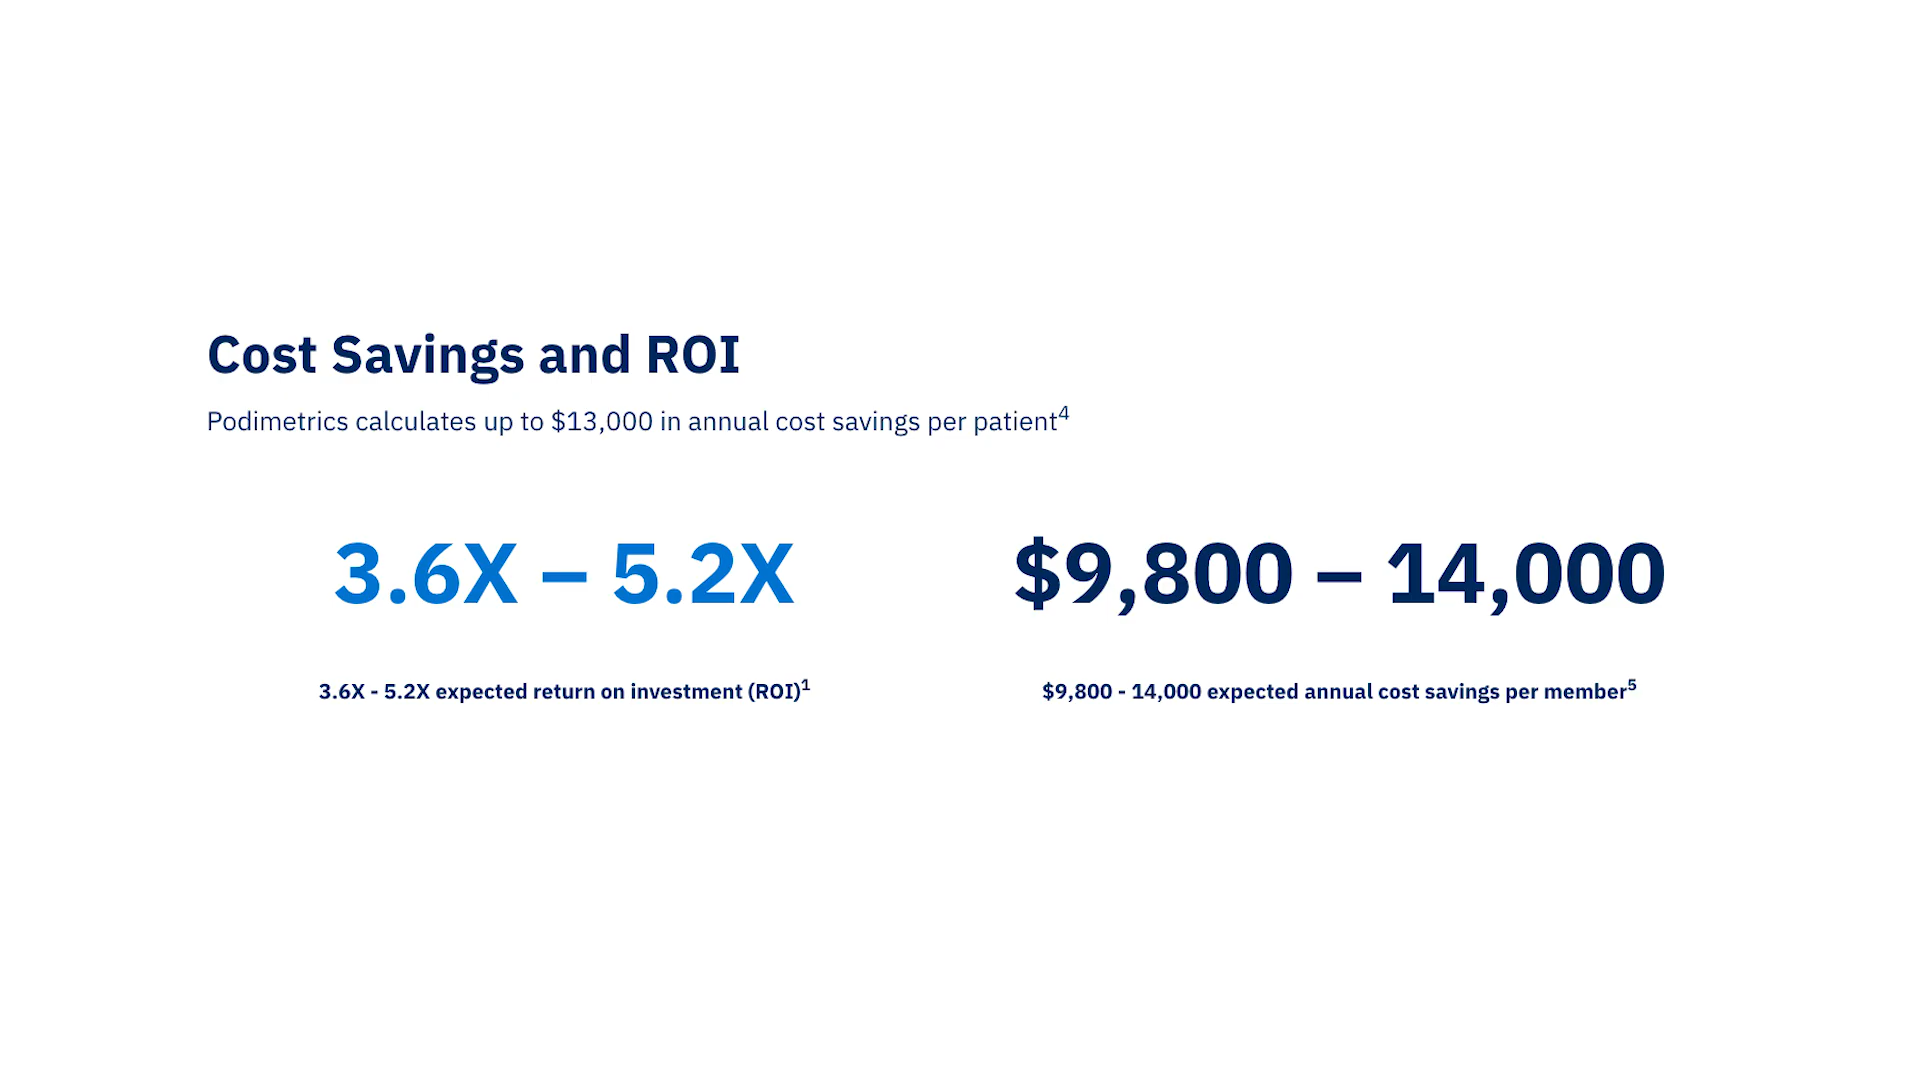 Cost Savings and ROI
Podimetrics calculates up to $13,000 in annual cost savings per patient4
3.6X – 5.2X
3.6X - 5.2X expected return on investment (ROI)1
$9,800 – 14,000
$9,800 - 14,000 expected annual cost savings per member5